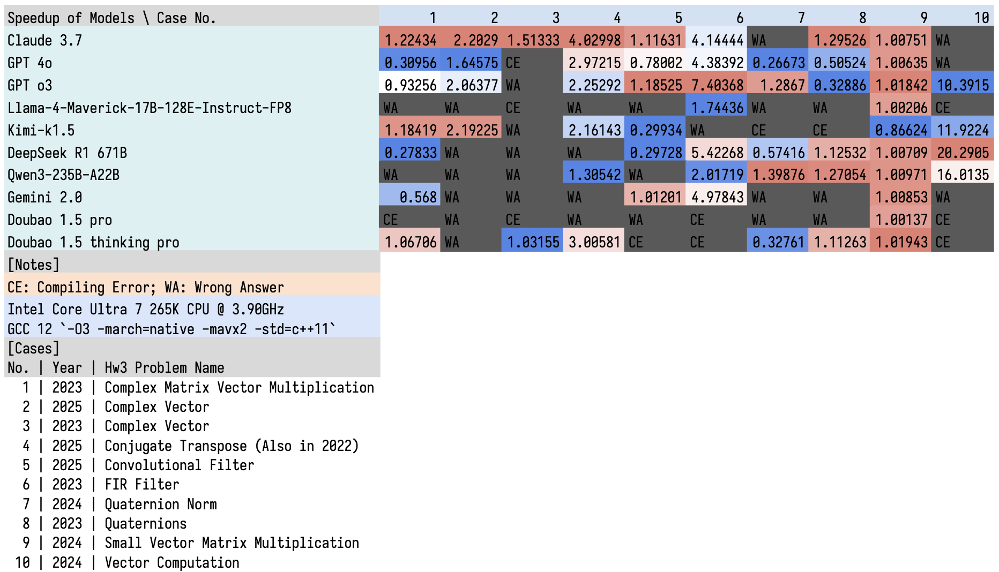 Speedup of Models \ Case No. 1 2 3 4 5 6 7 8 9 10
Claude 3.7 1.22434 2.2029 1.51333 4.02998 1.11631 4.14444 WA 1.29526 1.00751 WA
GPT 4o 0.30956 1.64575 CE 2.97215 0.78002 4.38392 0.26673 0.50524 1.00635 WA
GPT o3 0.93256 2.06377 WA 2.25292 1.18525 7.40368 1.2867 0.32886 1.01842 10.3915
Llama-4-Maverick-17B-128E-Instruct-FP8 WA WA CE WA WA 1.74436 WA WA 1.00206 CE
Kimi-k1.5 1.18419 2.19225 WA 2.16143 0.29934 WA CE CE 0.86624 11.9224
DeepSeek R1 671B 0.27833 WA WA WA 0.29728 5.42268 0.57416 1.12532 1.00709 20.2905
Qwen3-235B-A22B WA WA WA 1.30542 WA 2.01719 1.39876 1.27054 1.00971 16.0135
Gemini 2.0 0.568 WA WA WA 1.01201 4.97843 WA WA 1.00853 WA
Doubao 1.5 pro CE WA CE WA WA CE WA WA 1.00137 CE
Doubao 1.5 thinking pro 1.06706 WA 1.03155 3.00581 CE CE 0.32761 1.11263 1.01943 CE
[Notes]
CE: Compiling Error; WA: Wrong Answer
Intel Core Ultra 7 265K CPU @ 3.90GHz
GCC 12 `-O3 -march=native -mavx2 -std=c++11`
[Cases]
No. | Year | Hw3 Problem Name
1 | 2023 | Complex Matrix Vector Multiplication
2 | 2025 | Complex Vector
3 | 2023 | Complex Vector
4 | 2025 | Conjugate Transpose (Also in 2022)
5 | 2025 | Convolutional Filter
6 | 2023 | FIR Filter
7 | 2024 | Quaternion Norm
8 | 2023 | Quaternions
9 | 2024 | Small Vector Matrix Multiplication
10 | 2024 | Vector Computation